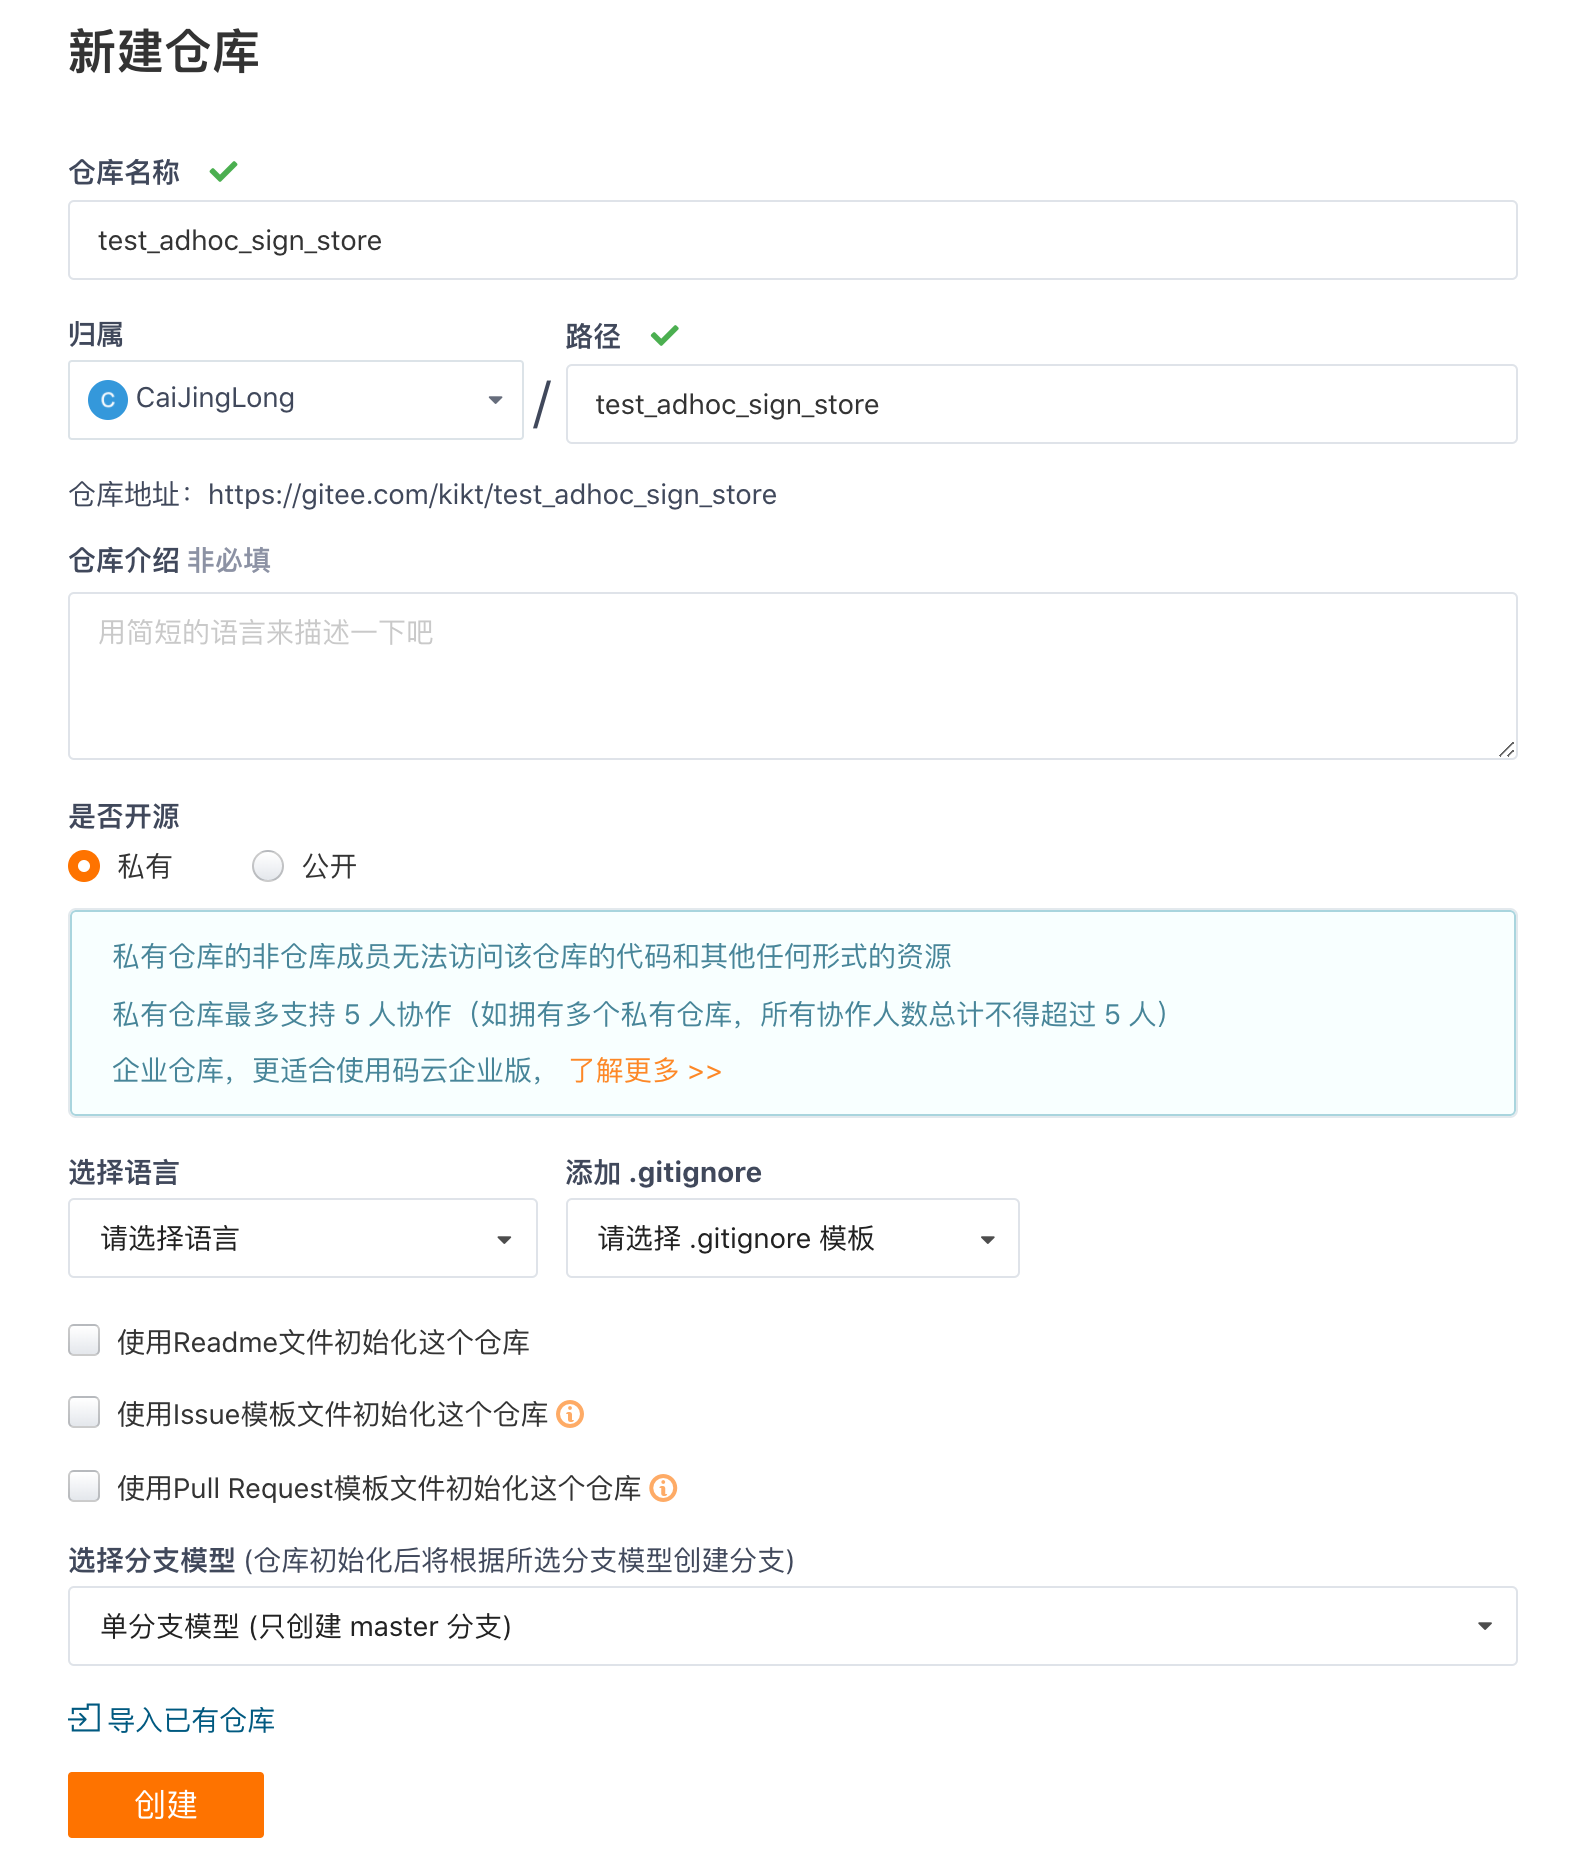 新建仓库
仓库名称
test_adhoc_sign_store
归属
路径
C CaiJingLong
/
test_adhoc_sign_store
仓库地址：https://gitee.com/kikt/test_adhoc_sign_store
仓库介绍 非必填
用简短的语言来描述一下吧
是否开源
私有
公开
私有仓库的非仓库成员无法访问该仓库的代码和其他任何形式的资源
私有仓库最多支持 5 人协作（如拥有多个私有仓库，所有协作人数总计不得超过 5 人）
企业仓库，更适合使用码云企业版， 了解更多 >>
选择语言
添加 .gitignore
请选择语言
请选择 .gitignore 模板
使用Readme文件初始化这个仓库
使用Issue模板文件初始化这个仓库
使用Pull Request模板文件初始化这个仓库
选择分支模型 (仓库初始化后将根据所选分支模型创建分支)
单分支模型 (只创建 master 分支)
导入已有仓库
创建